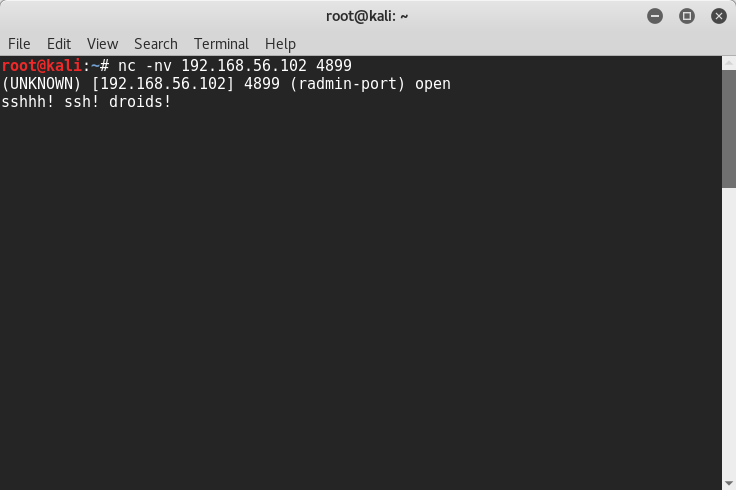 root@kali: ~
File Edit View Search Terminal Help
root@kali:~# nc -nv 192.168.56.102 4899
(UNKNOWN) [192.168.56.102] 4899 (radmin-port) open
sshhh! ssh! droids!